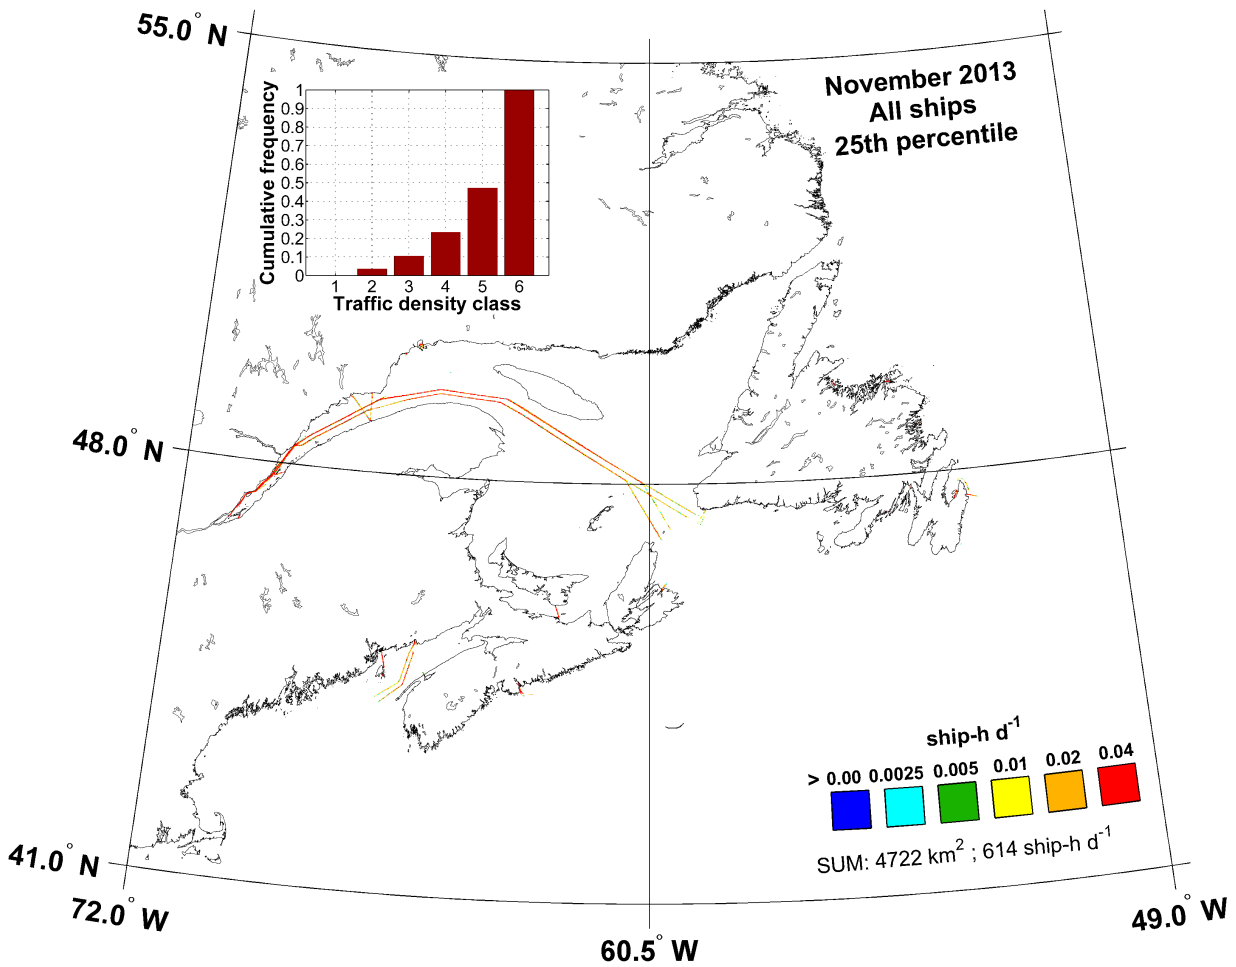 55.0° N
November 2013
All ships
25th percentile
Cumulative frequency
1
0.9
0.8
0.7
0.6
0.5
0.4
0.3
0.2
0.1
0
1 2 3 4 5 6
Traffic density class
48.0° N
ship-h d-1
> 0.00 0.0025 0.005 0.01 0.02 0.04
SUM: 4722 km2 ; 614 ship-h d-1
41.0° N
72.0° W
60.5° W
49.0° W